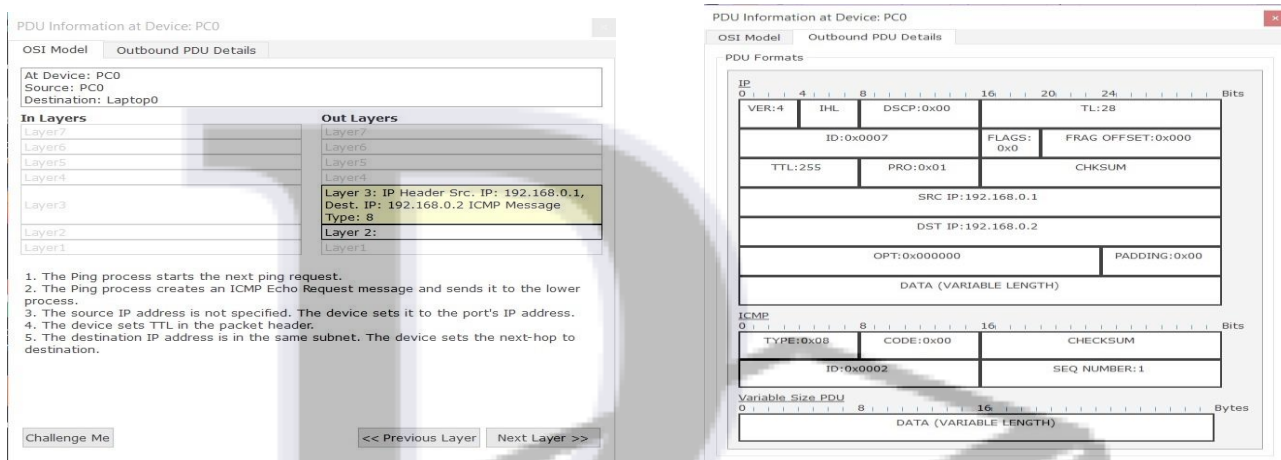 PDU Information at Device: PC0
OSI Model Outbound PDU Details
At Device: PC0
Source: PC0
Destination: Laptop0
In Layers Out Layers
Layer7 Layer7
Layer6 Layer6
Layer5 Layer5
Layer4 Layer4
Layer3
Layer 3: IP Header Src. IP: 192.168.0.1,
Dest. IP: 192.168.0.2 ICMP Message
Type: 8
Layer2 Layer 2:
Layer1 Layer1
1. The Ping process starts the next ping request.
2. The Ping process creates an ICMP Echo Request message and sends it to the lower
process.
3. The source IP address is not specified. The device sets it to the port's IP address.
4. The device sets TTL in the packet header.
5. The destination IP address is in the same subnet. The device sets the next-hop to
destination.
Challenge Me << Previous Layer Next Layer >>
PDU Information at Device: PC0
OSI Model Outbound PDU Details
PDU Formats
IP
0 4 8 16 20 24 Bits
VER:4 IHL DSCP:0x00 TL:28
ID:0x0007 FLAGS: FRAG OFFSET:0x000
0x0
TTL:255 PRO:0x01 CHKSUM
SRC IP:192.168.0.1
DST IP:192.168.0.2
OPT:0x000000 PADDING:0x00
DATA (VARIABLE LENGTH)
ICMP
0 8 16 Bits
TYPE:0x08 CODE:0x00 CHECKSUM
ID:0x0002 SEQ NUMBER:1
Variable Size PDU
0 8 16 Bytes
DATA (VARIABLE LENGTH)